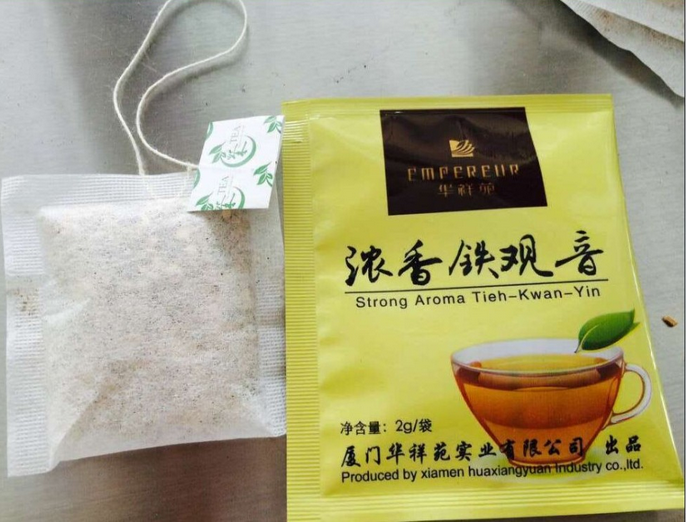 TEA
TEA
EMPEREUR
华祥苑
浓香铁观音
Strong Aroma Tieh-Kwan-Yin
净含量: 2g/袋
厦门华祥苑实业有限公司 出品
Produced by xiamen huaxiangyuan Industry co.,ltd.